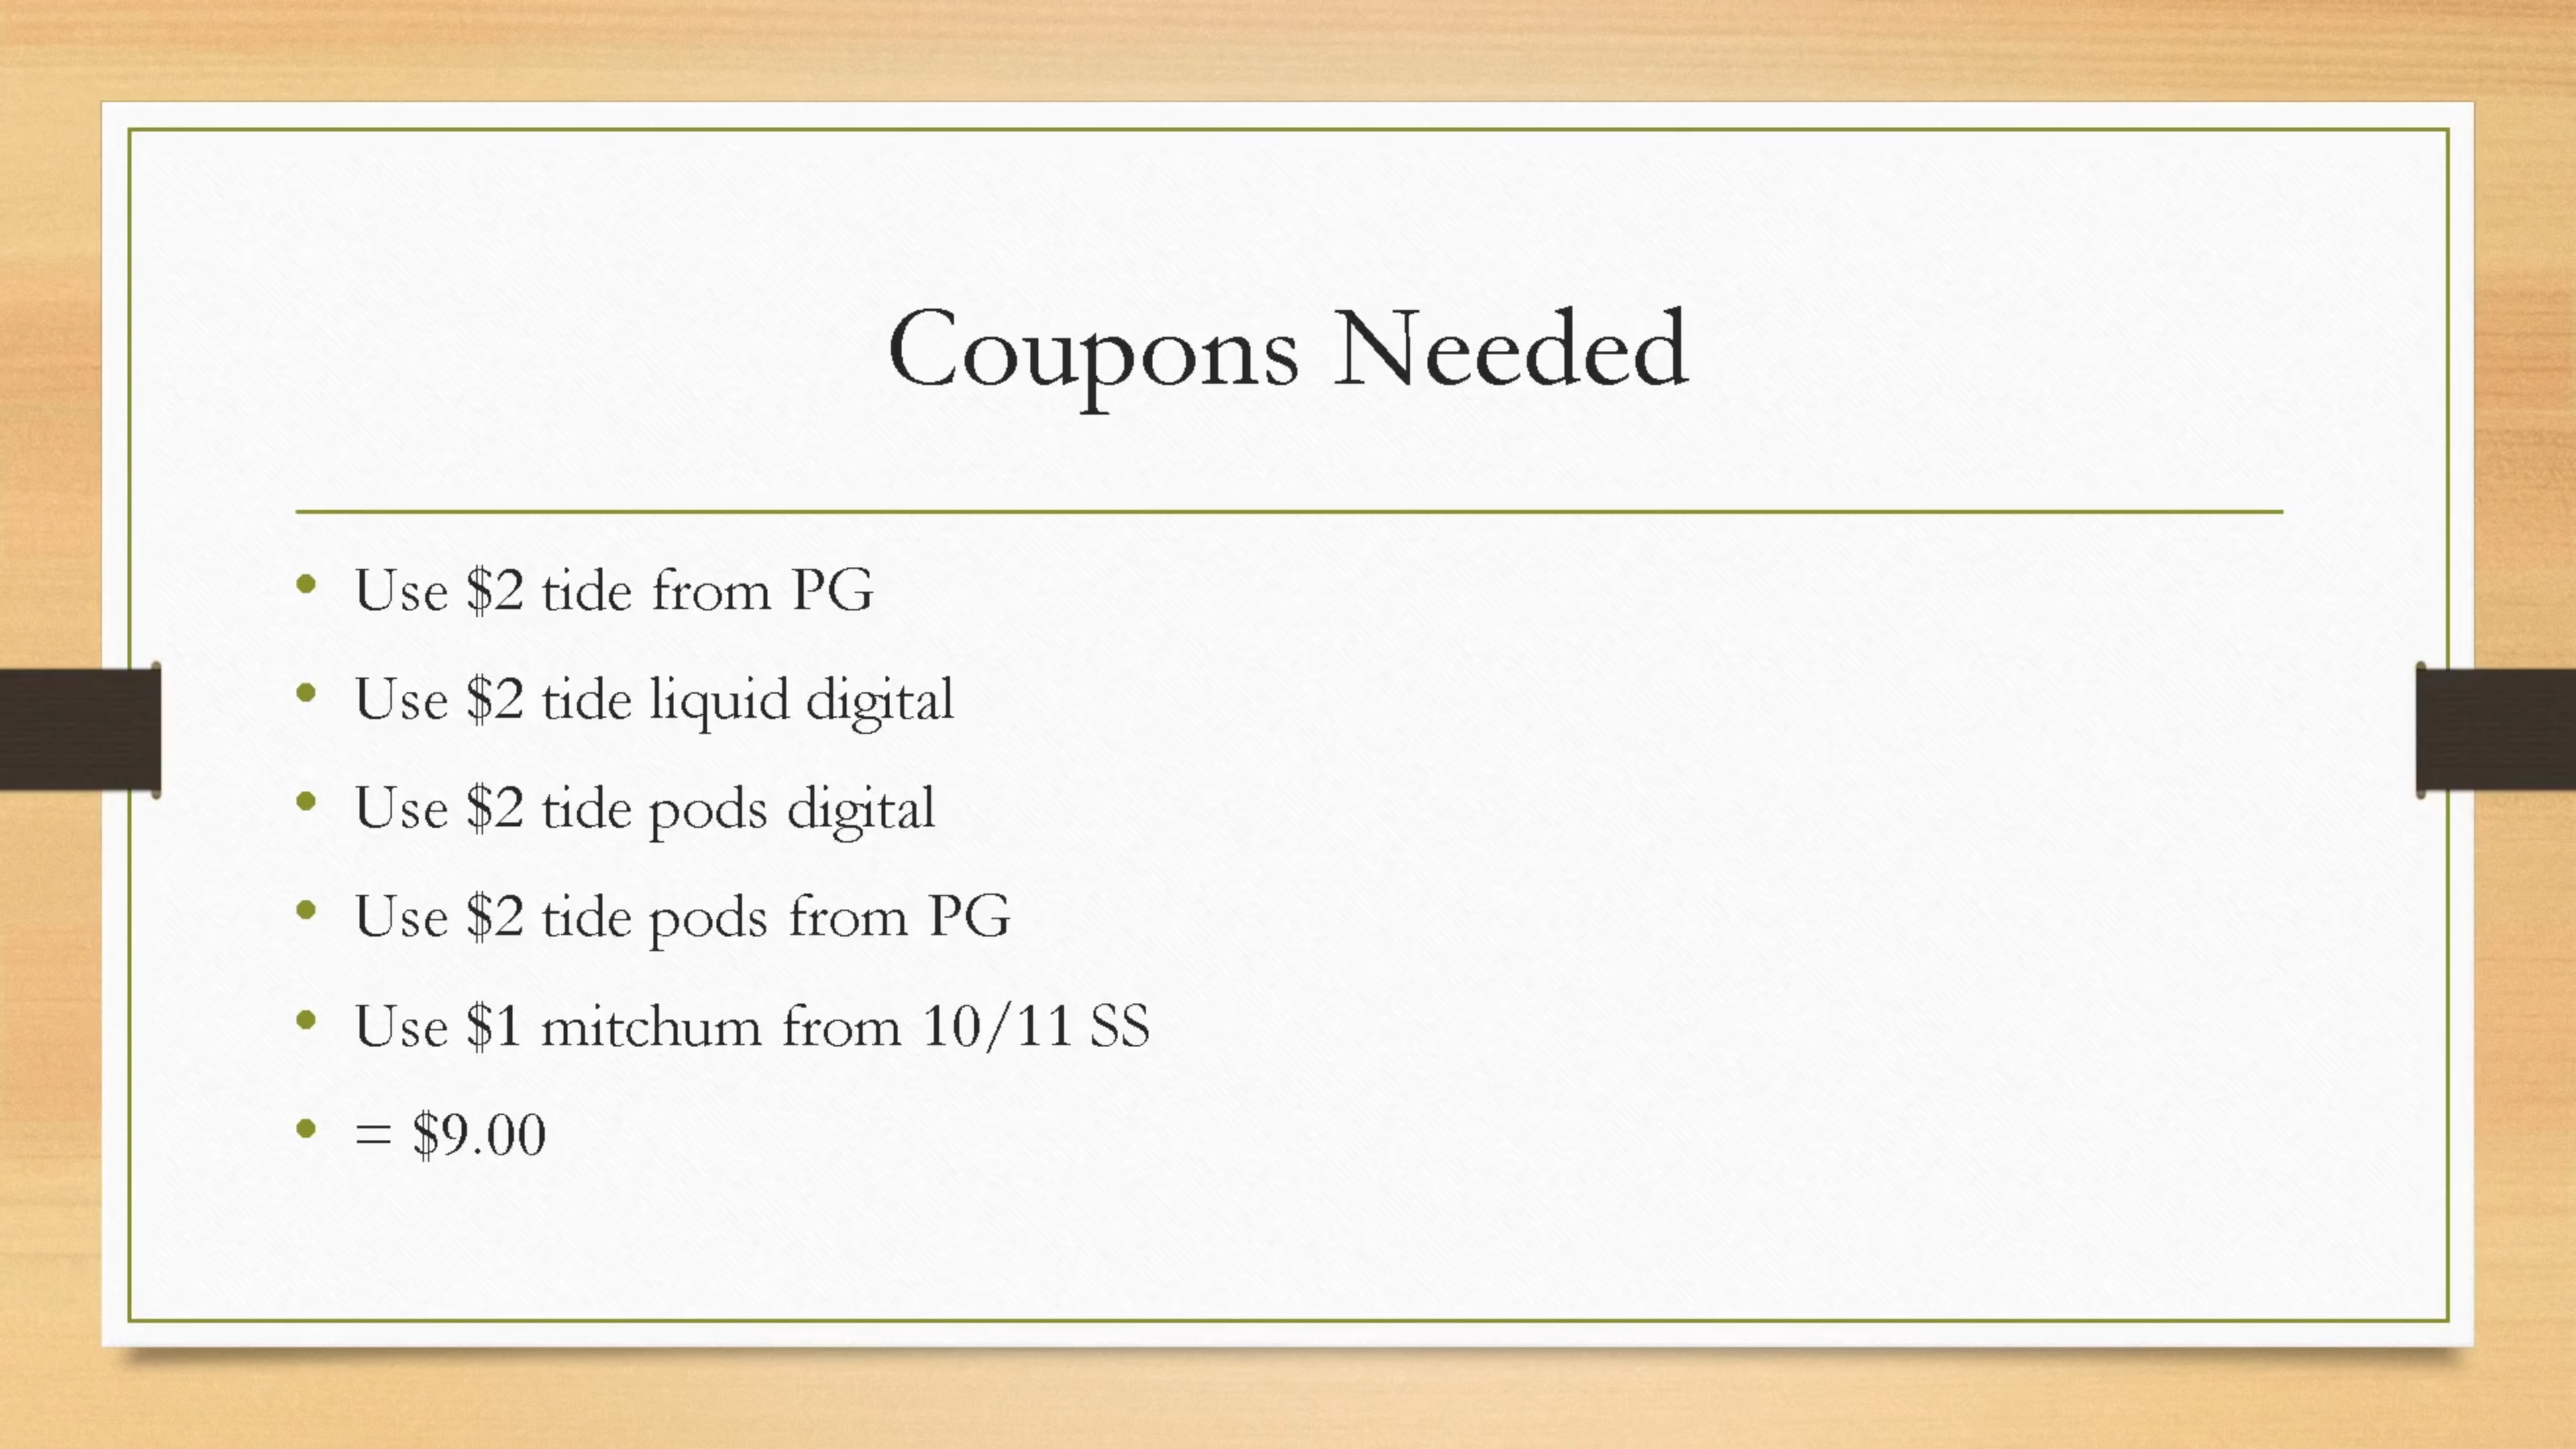 Coupons Needed
• Use $2 tide from PG
• Use $2 tide liquid digital
• Use $2 tide pods digital
• Use $2 tide pods from PG
• Use $1 mitchum from 10/11 SS
• = $9.00